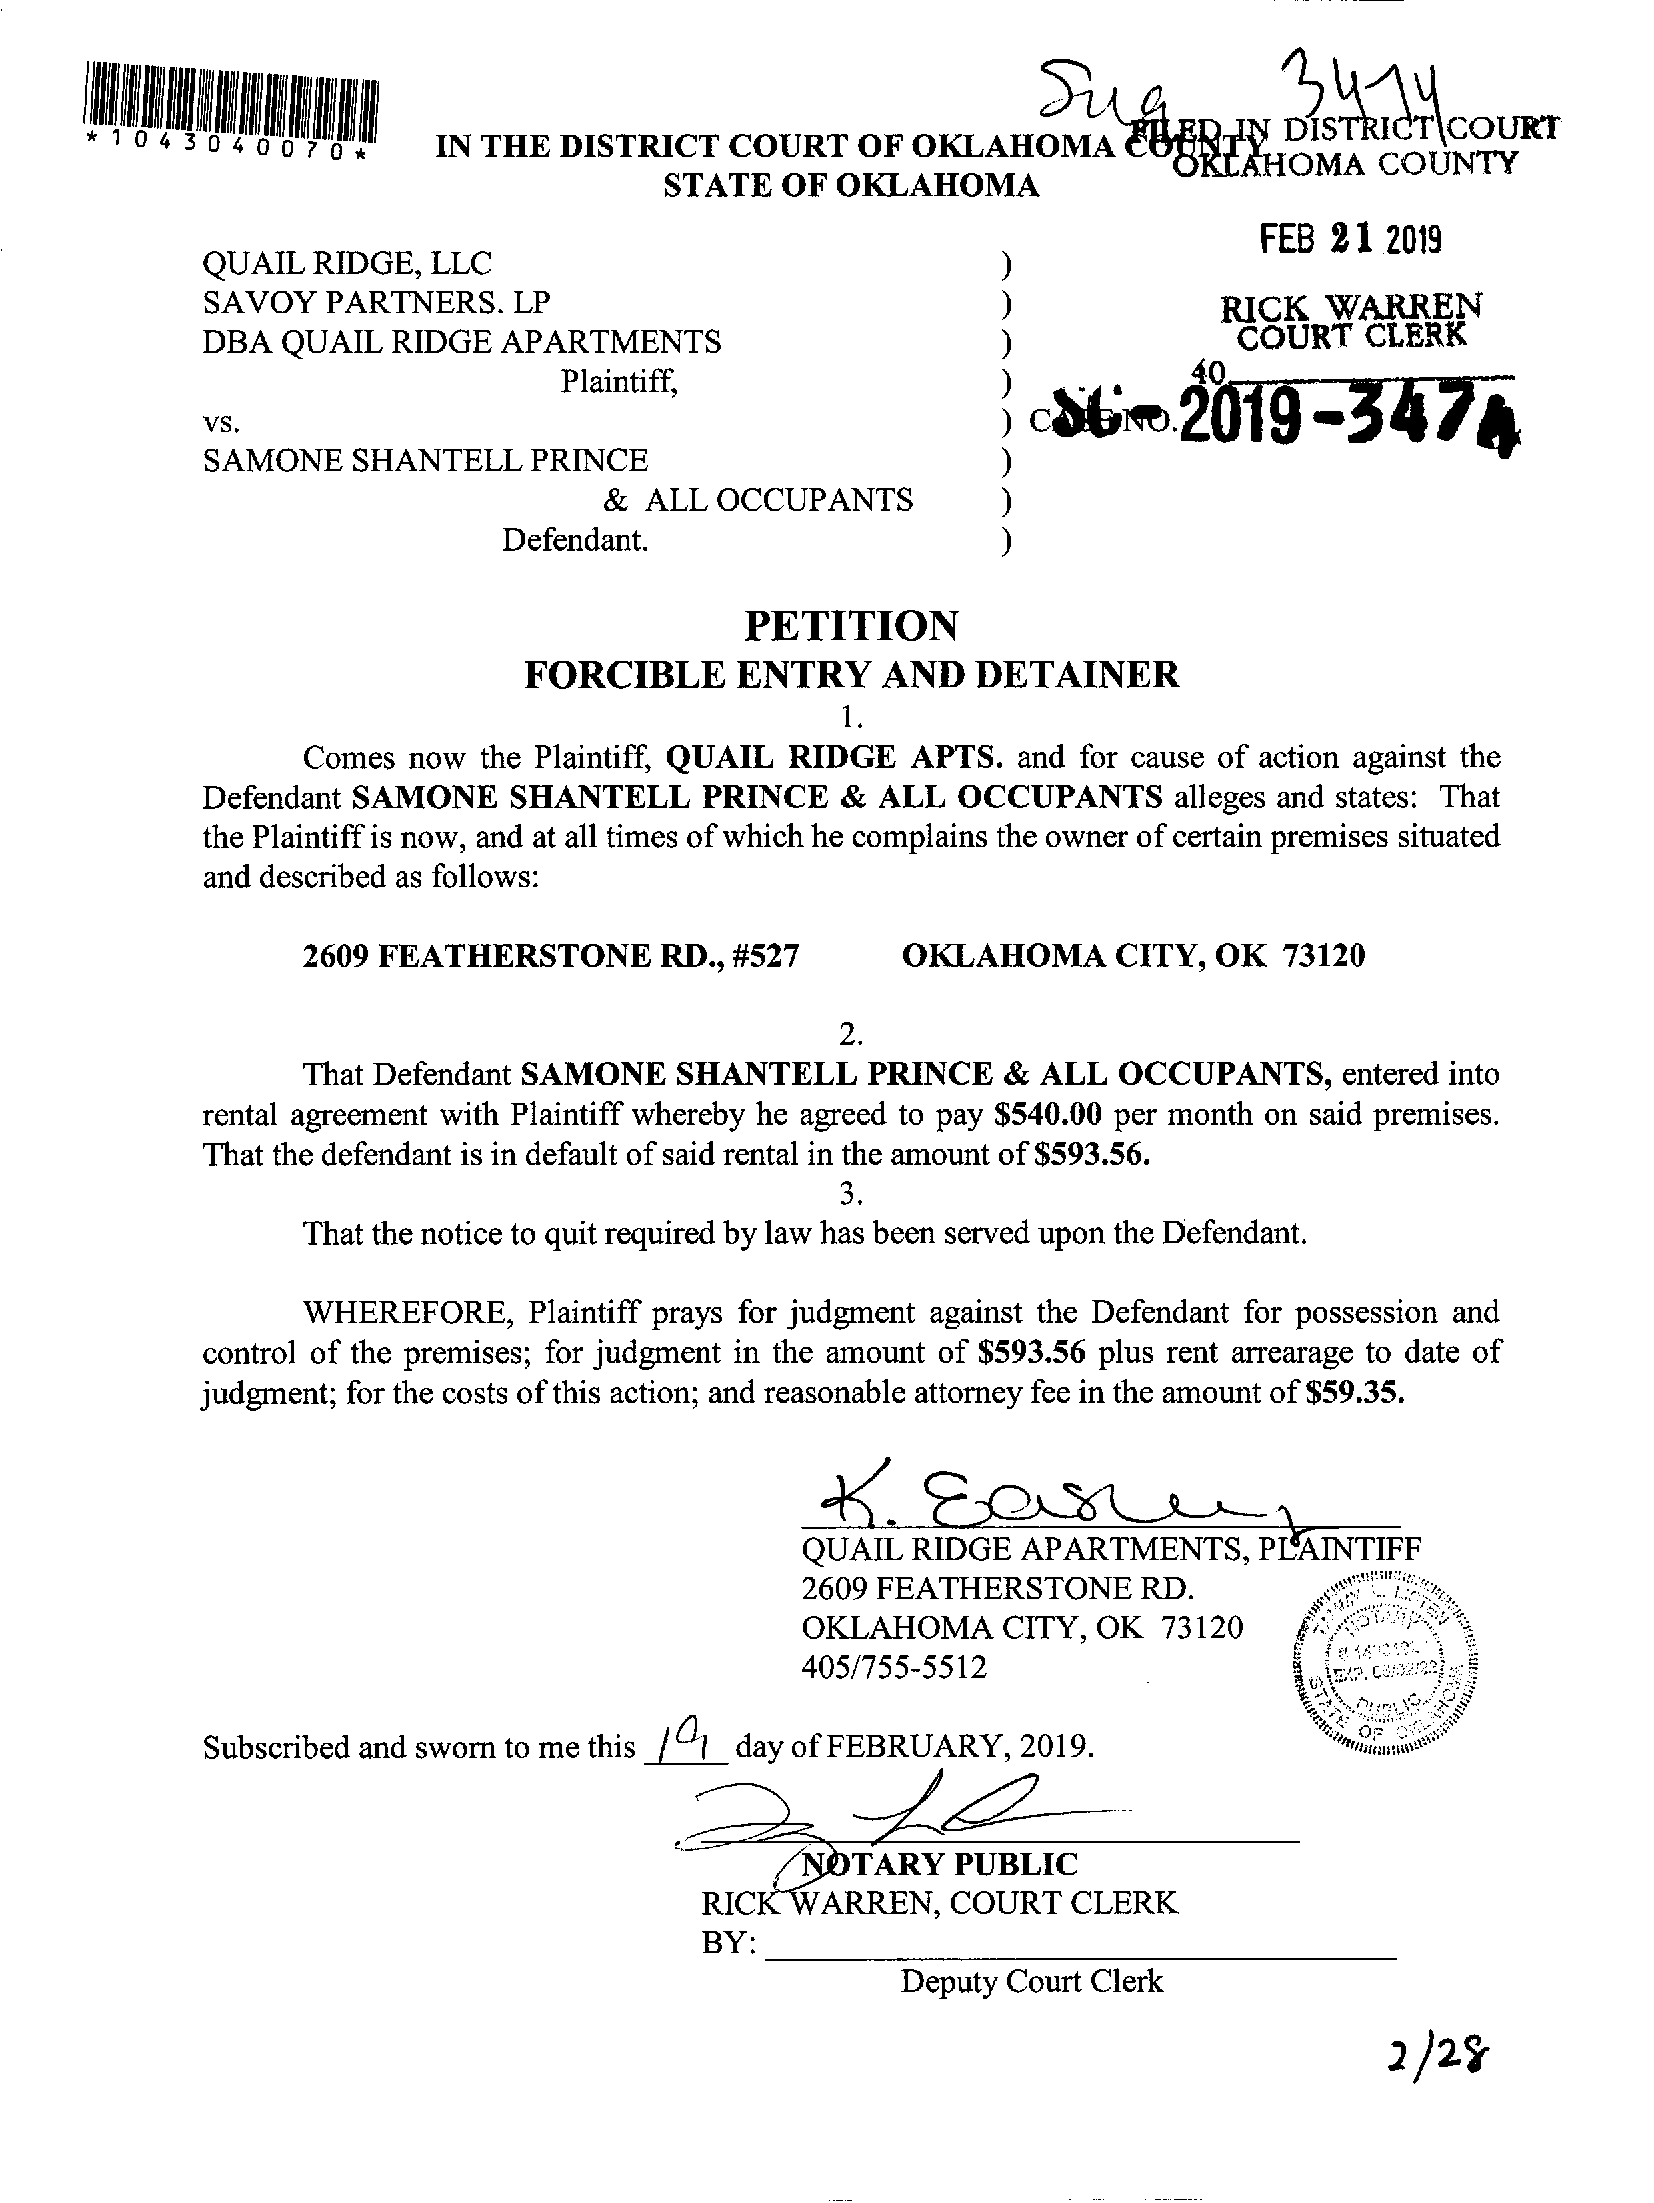 *1043040070*
3474
IN THE DISTRICT COURT OF OKLAHOMA COUNTY
STATE OF OKLAHOMA
FILED IN DISTRICT COURT
OKLAHOMA COUNTY
FEB 21 2019
RICK WARREN
COURT CLERK
40
QUAIL RIDGE, LLC )
SAVOY PARTNERS. LP )
DBA QUAIL RIDGE APARTMENTS )
Plaintiff, )
vs. ) CASE NO. 2019-3474
SAMONE SHANTELL PRINCE )
& ALL OCCUPANTS )
Defendant. )
PETITION
FORCIBLE ENTRY AND DETAINER
1.
Comes now the Plaintiff, QUAIL RIDGE APTS. and for cause of action against the
Defendant SAMONE SHANTELL PRINCE & ALL OCCUPANTS alleges and states: That
the Plaintiff is now, and at all times of which he complains the owner of certain premises situated
and described as follows:
2609 FEATHERSTONE RD., #527 OKLAHOMA CITY, OK 73120
2.
That Defendant SAMONE SHANTELL PRINCE & ALL OCCUPANTS, entered into
rental agreement with Plaintiff whereby he agreed to pay $540.00 per month on said premises.
That the defendant is in default of said rental in the amount of $593.56.
3.
That the notice to quit required by law has been served upon the Defendant.
WHEREFORE, Plaintiff prays for judgment against the Defendant for possession and
control of the premises; for judgment in the amount of $593.56 plus rent arrearage to date of
judgment; for the costs of this action; and reasonable attorney fee in the amount of $59.35.
K.
QUAIL RIDGE APARTMENTS, PLAINTIFF
2609 FEATHERSTONE RD.
OKLAHOMA CITY, OK 73120
405/755-5512
NOTARY
PUBLIC
STATE OF OKLAHOMA
Subscribed and sworn to me this 19 day of FEBRUARY, 2019.
NOTARY PUBLIC
RICK WARREN, COURT CLERK
BY:
Deputy Court Clerk
2/28